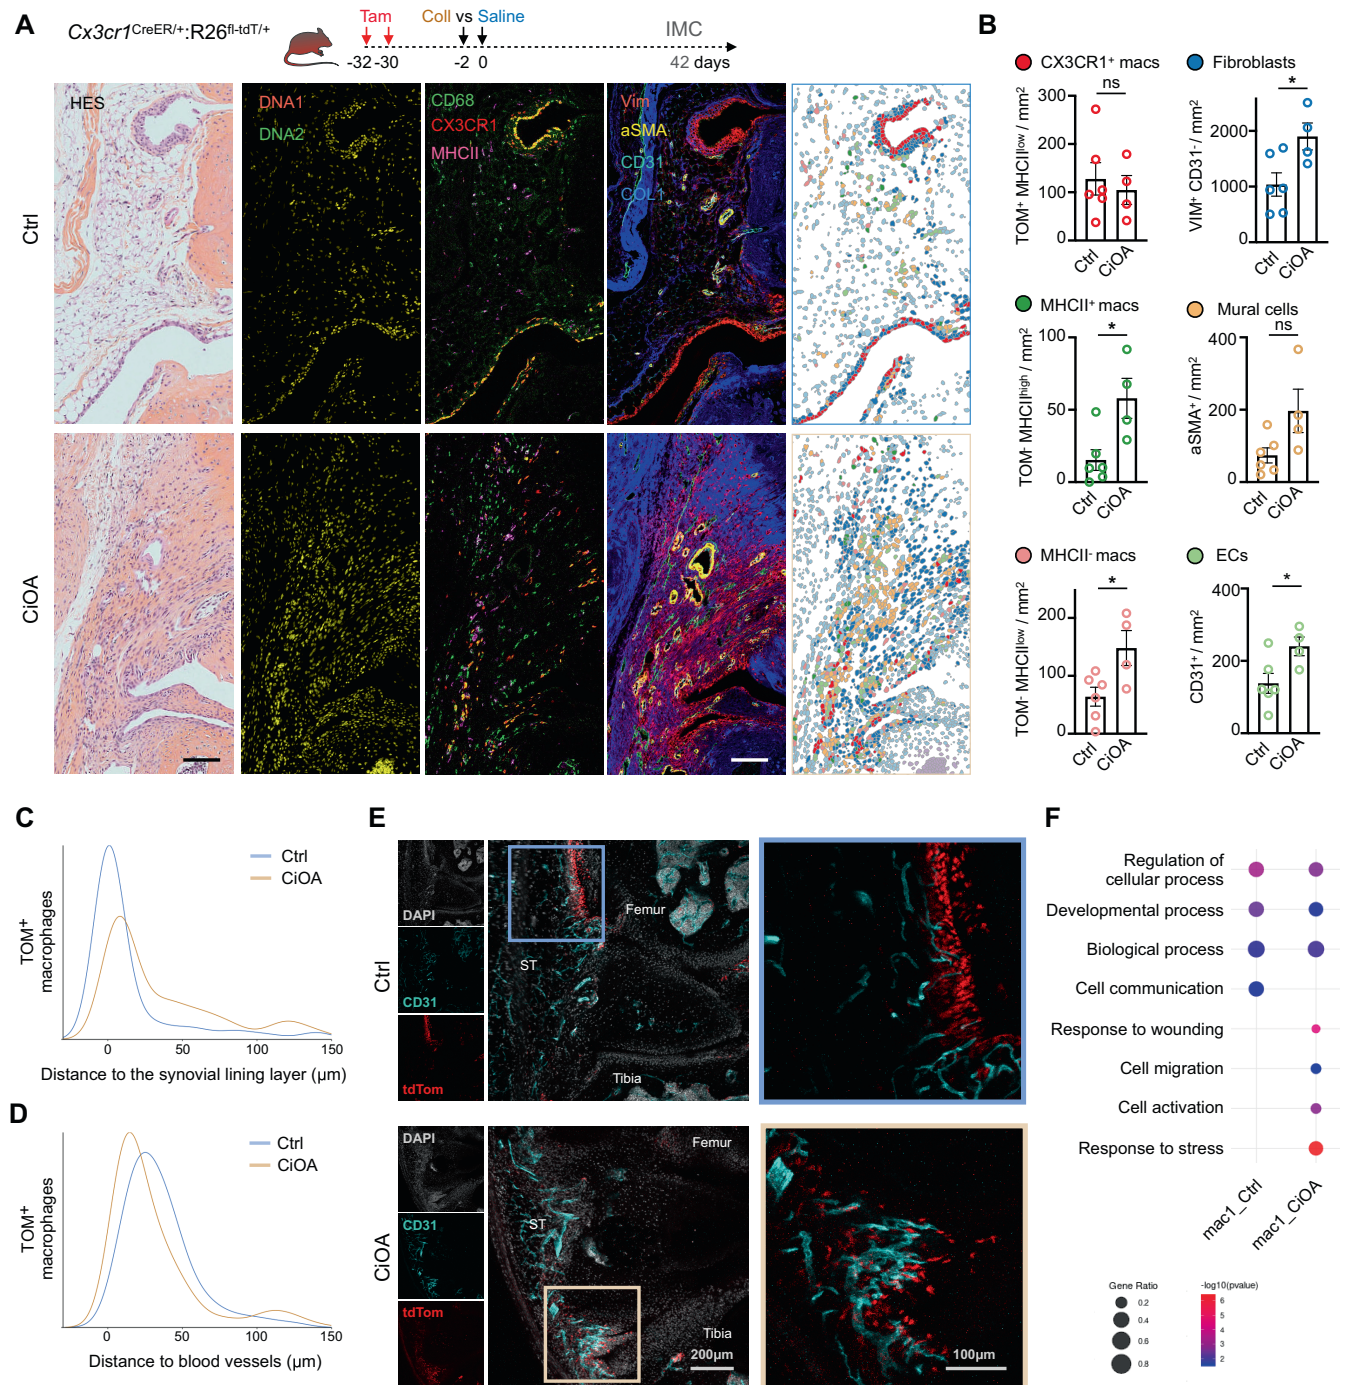 A
Cx3cr1CreER/+:R26fl-tdT/+
Tam
Coll vs Saline
IMC
-32 -30
-2 0
42 days
Ctrl
HES
DNA1
DNA2
CD68
CX3CR1
MHCII
Vim
aSMA
CD31
COL1
CiOA
B
CX3CR1+ macs
ns
TOM+ MHCIIlow / mm2
300
200
100
0
Ctrl
CiOA
Fibroblasts
*
VIM+ CD31- / mm2
2000
1000
0
Ctrl
CiOA
MHCII+ macs
*
TOM- MHCIIhigh / mm2
100
50
0
Ctrl
CiOA
Mural cells
ns
aSMA+ / mm2
400
200
0
Ctrl
CiOA
MHCII- macs
*
TOM- MHCIIlow / mm2
200
100
0
Ctrl
CiOA
ECs
*
CD31+ / mm2
400
200
0
Ctrl
CiOA
C
Ctrl
CiOA
TOM+
macrophages
0 50 100 150
Distance to the synovial lining layer (µm)
D
Ctrl
CiOA
TOM+
macrophages
0 50 100 150
Distance to blood vessels (µm)
E
Ctrl
DAPI
CD31
tdTom
Femur
ST
Tibia
CiOA
DAPI
CD31
tdTom
Femur
ST
Tibia
200µm
100µm
F
Regulation of
cellular process
Developmental process
Biological process
Cell communication
Response to wounding
Cell migration
Cell activation
Response to stress
mac1_Ctrl
mac1_CiOA
Gene Ratio
0.2
0.4
0.6
0.8
-log10(pvalue)
6
5
4
3
2